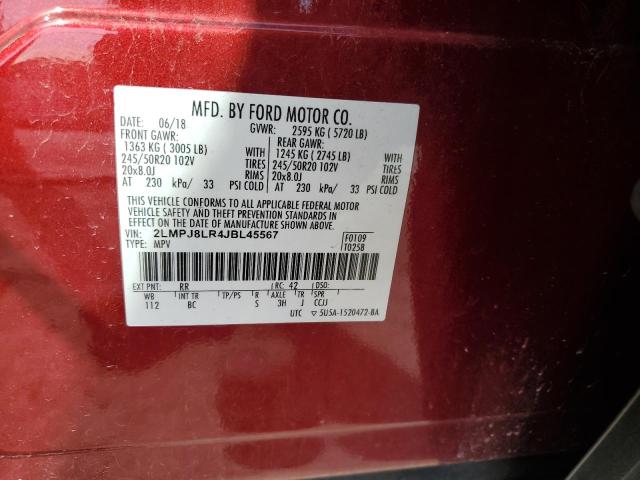 MFD. BY FORD MOTOR CO.
DATE: 06/18 GVWR: 2595 KG ( 5720 LB)
FRONT GAWR: REAR GAWR:
1363 KG ( 3005 LB) WITH 1245 KG ( 2745 LB) WITH
245/50R20 102V TIRES 245/50R20 102V TIRES
20x8.0J RIMS 20x8.0J RIMS
AT 230 kPa/ 33 PSI COLD AT 230 kPa/ 33 PSI COLD
THIS VEHICLE CONFORMS TO ALL APPLICABLE FEDERAL MOTOR
VEHICLE SAFETY AND THEFT PREVENTION STANDARDS IN
EFFECT ON THE DATE OF MANUFACTURE SHOWN ABOVE.
VIN: 2LMPJ8LR4JBL45567 F0109
TYPE: MPV T0258
EXT PNT: RR RC: 42 DSO:
WB INT TR TP/PS R AXLE TR SPR
112 BC S 3H J CCJJ
UTC ▽ 5U5A-1520472-BA